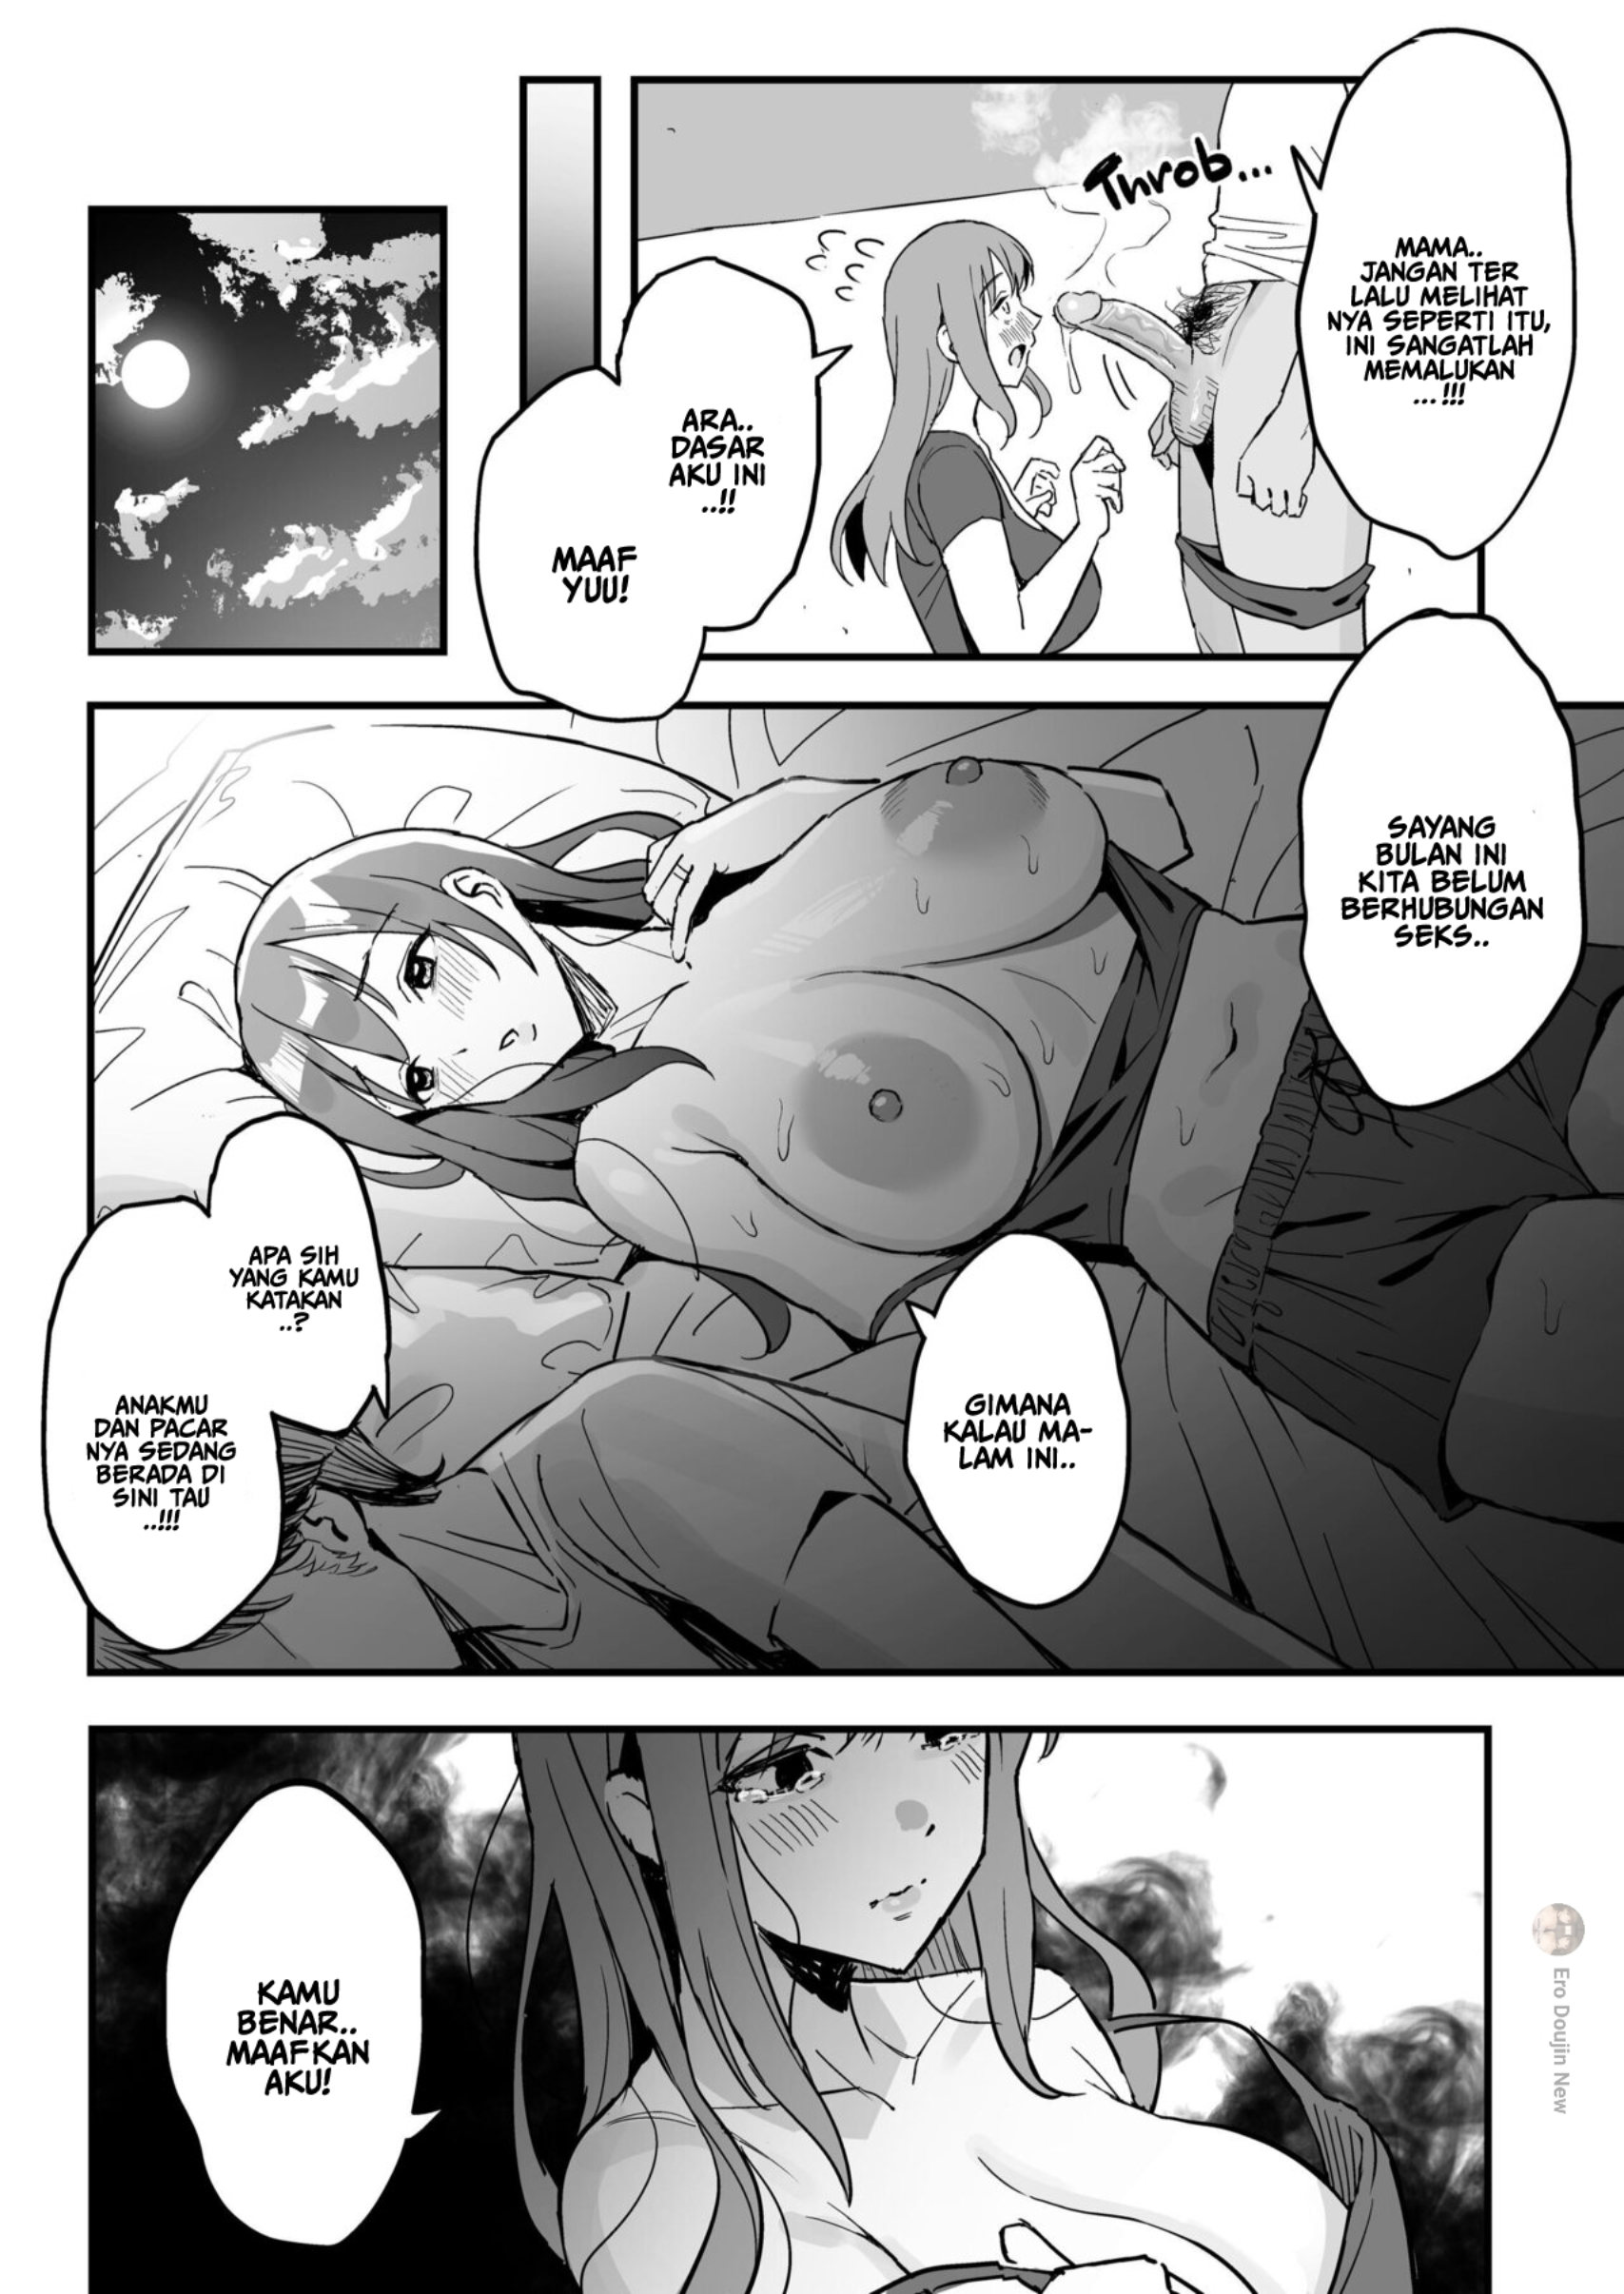 Throb...
MAMA..
JANGAN TER
LALU MELIHAT
NYA SEPERTI ITU,
INI SANGATLAH
MEMALUKAN
...!!!
ARA..
DASAR
AKU INI
..!!
MAAF
YUU!
SAYANG
BULAN INI
KITA BELUM
BERHUBUNGAN
SEKS..
GIMANA
KALAU MA-
LAM INI..
APA SIH
YANG KAMU
KATAKAN
..?
ANAKMU
DAN PACAR
NYA SEDANG
BERADA DI
SINI TAU
..!!!
KAMU
BENAR..
MAAFKAN
AKU!
Ero Doujin New